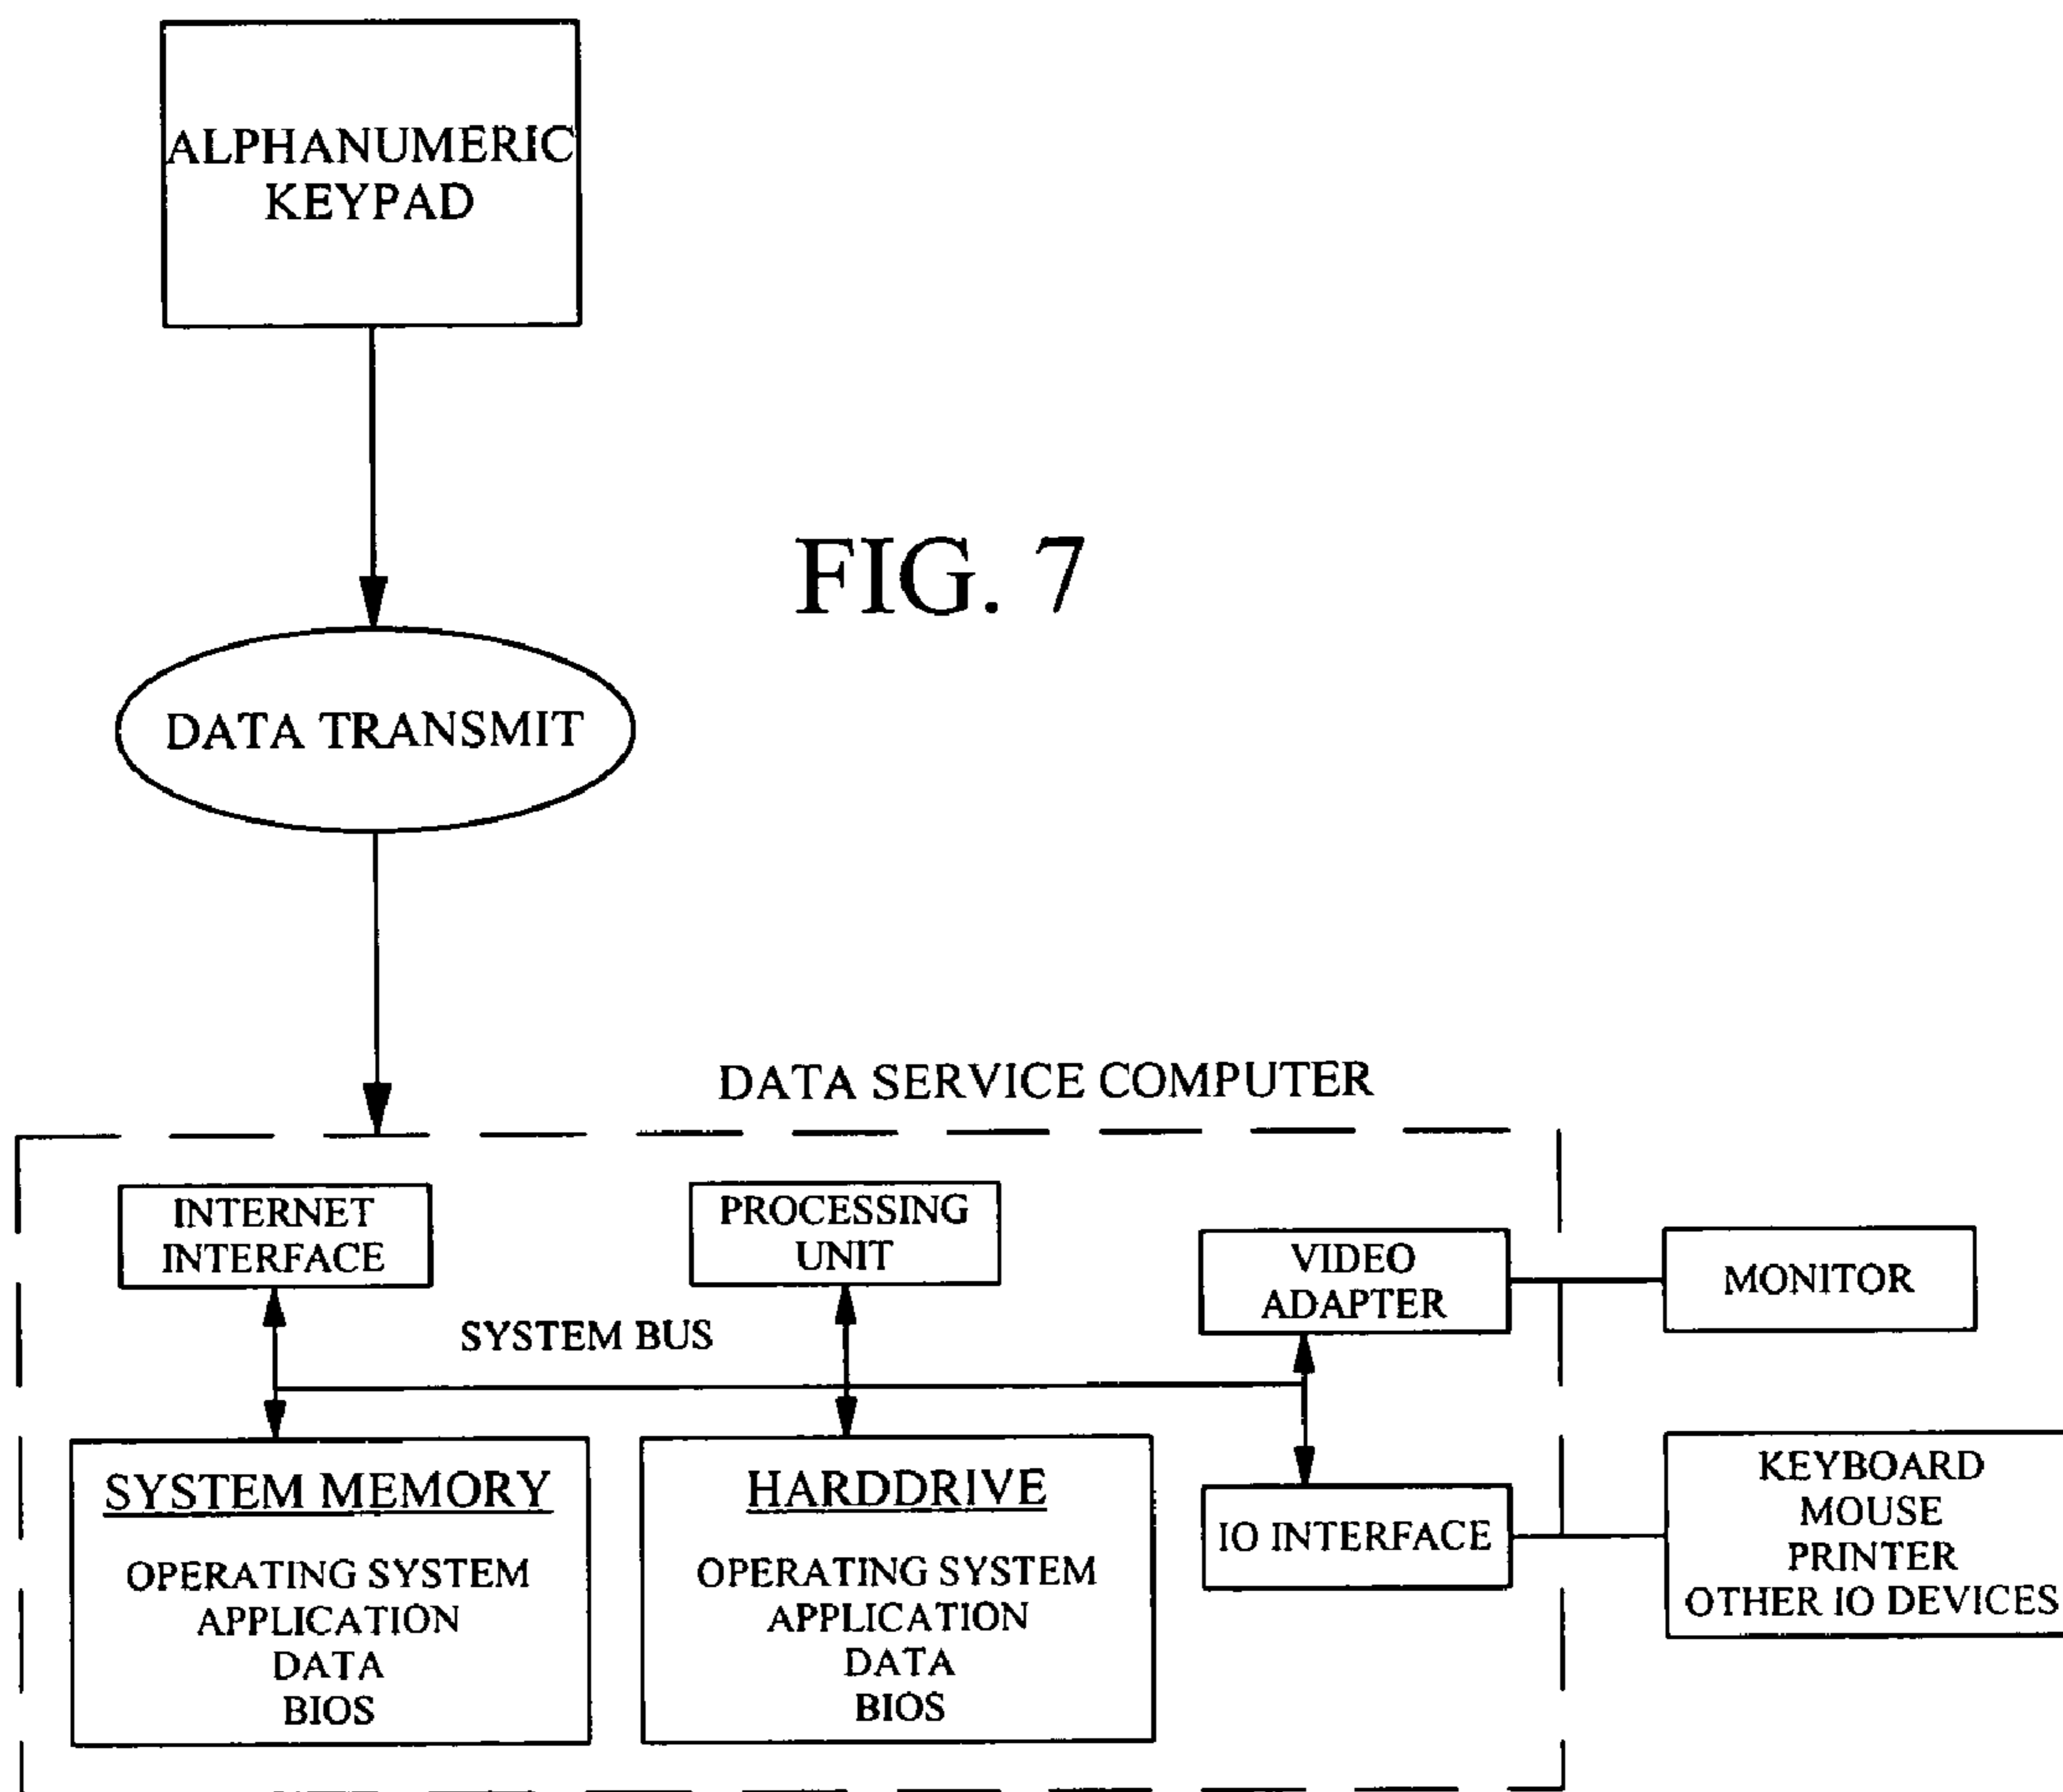 ALPHANUMERIC
KEYPAD
FIG. 7
DATA TRANSMIT
DATA SERVICE COMPUTER
INTERNET
INTERFACE
PROCESSING
UNIT
VIDEO
ADAPTER
MONITOR
SYSTEM BUS
SYSTEM MEMORY
OPERATING SYSTEM
APPLICATION
DATA
BIOS
HARDDRIVE
OPERATING SYSTEM
APPLICATION
DATA
BIOS
IO INTERFACE
KEYBOARD
MOUSE
PRINTER
OTHER IO DEVICES